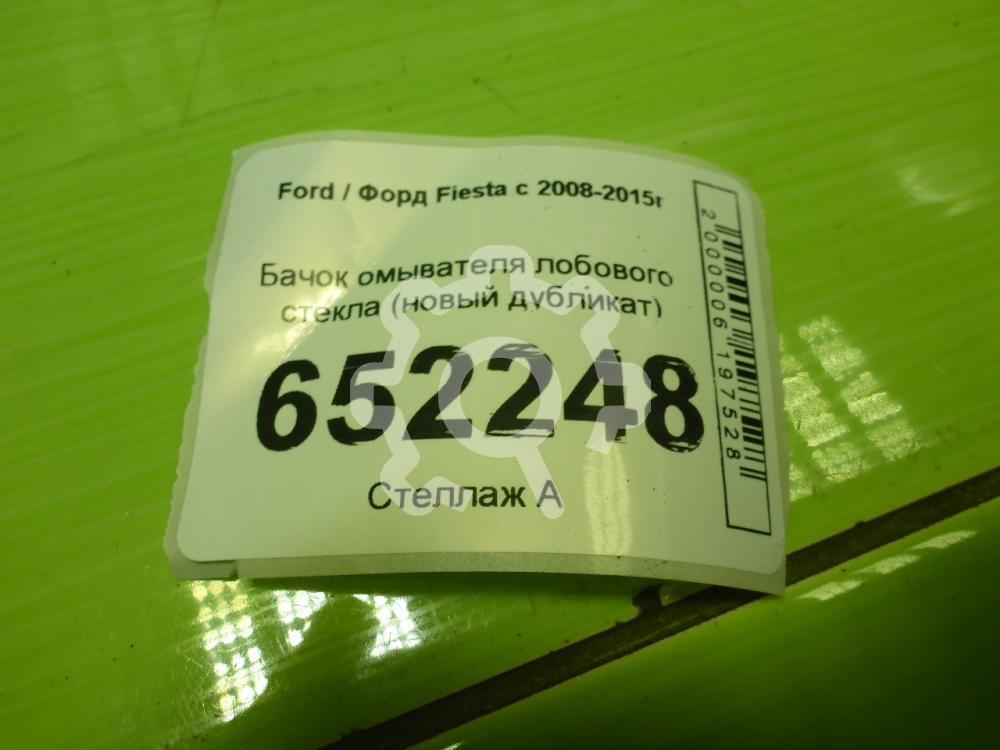 Ford / Форд Fiesta с 2008-2015г
Бачок омывателя лобового
стекла (новый дубликат)
652248
Стеллаж А
2000006197528